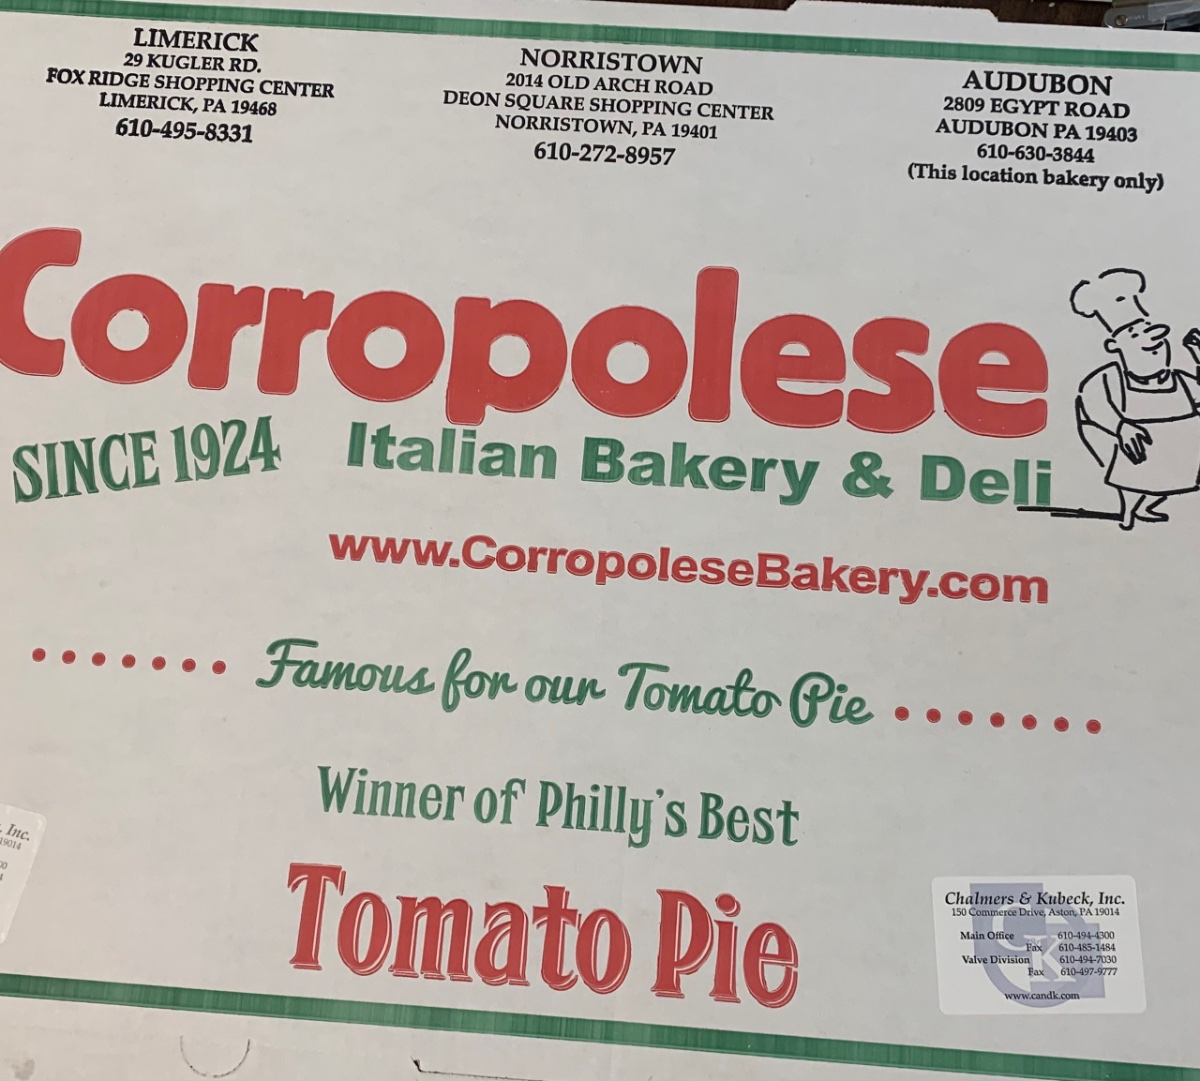 LIMERICK
29 KUGLER RD.
FOX RIDGE SHOPPING CENTER
LIMERICK, PA 19468
610-495-8331
NORRISTOWN
2014 OLD ARCH ROAD
DEON SQUARE SHOPPING CENTER
NORRISTOWN, PA 19401
610-272-8957
AUDUBON
2809 EGYPT ROAD
AUDUBON PA 19403
610-630-3844
(This location bakery only)
Corropolese
SINCE 1924
Italian Bakery & Deli
www.CorropoleseBakery.com
Famous for our Tomato Pie
Winner of Philly's Best
Tomato Pie
, Inc.
19014
Chalmers & Kubeck, Inc.
150 Commerce Drive, Aston, PA 19014
Main Office 610-494-4300
Fax 610-485-1484
Valve Division 610-494-7030
Fax 610-497-9777
www.candk.com